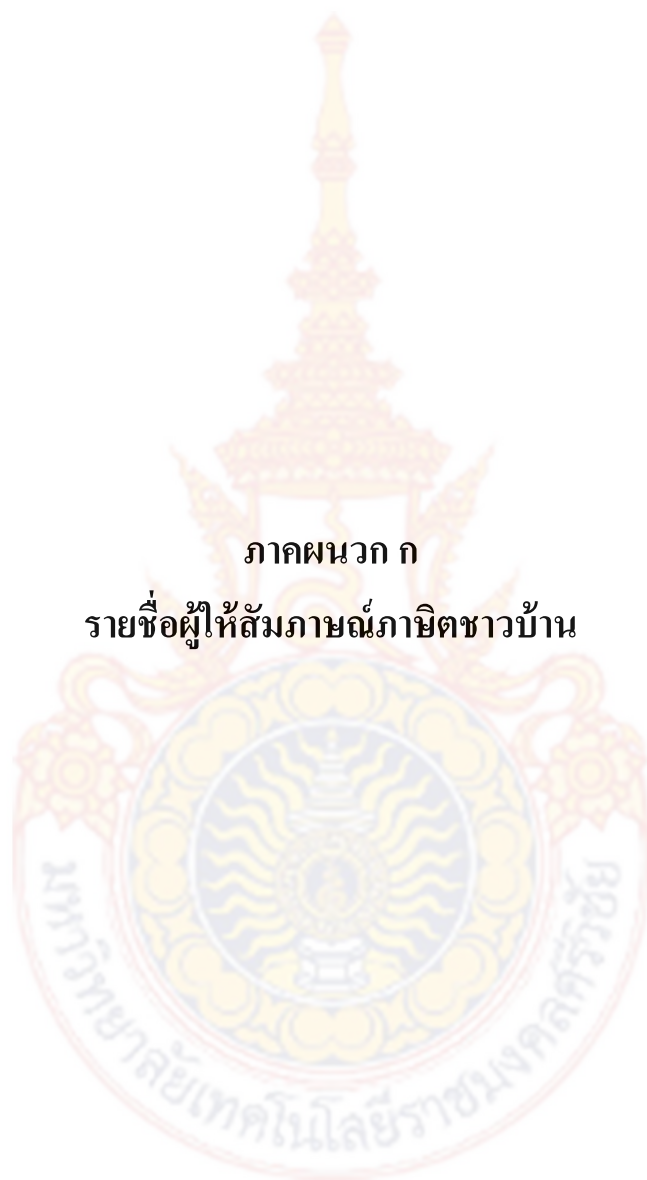 ภาคผนวก ก
รายชื่อผู้ให้สัมภาษณ์ภาษิตชาวบ้าน
มหาวิทยาลัยเทคโนโลยีราชมงคลศรีวิชัย